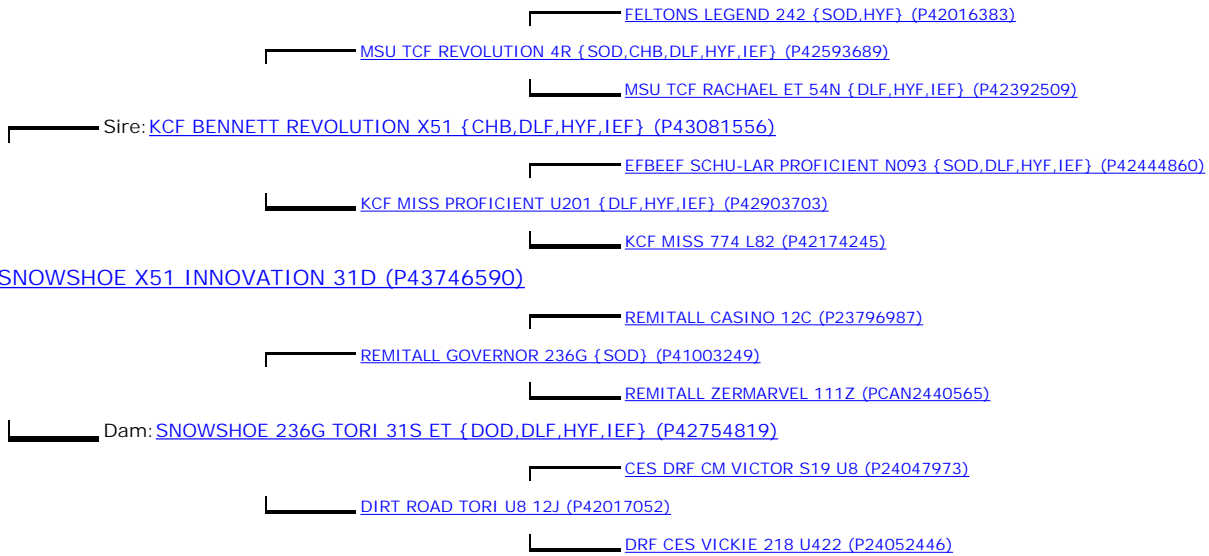 FELTONS LEGEND 242 {SOD,HYF} (P42016383)
MSU TCF REVOLUTION 4R {SOD,CHB,DLF,HYF,IEF} (P42593689)
MSU TCF RACHAEL ET 54N {DLF,HYF,IEF} (P42392509)
Sire: KCF BENNETT REVOLUTION X51 {CHB,DLF,HYF,IEF} (P43081556)
EFBEEF SCHU-LAR PROFICIENT N093 {SOD,DLF,HYF,IEF} (P42444860)
KCF MISS PROFICIENT U201 {DLF,HYF,IEF} (P42903703)
KCF MISS 774 L82 (P42174245)
SNOWSHOE X51 INNOVATION 31D (P43746590)
REMITALL CASINO 12C (P23796987)
REMITALL GOVERNOR 236G {SOD} (P41003249)
REMITALL ZERMARVEL 111Z (PCAN2440565)
Dam: SNOWSHOE 236G TORI 31S ET {DOD,DLF,HYF,IEF} (P42754819)
CES DRF CM VICTOR S19 U8 (P24047973)
DIRT ROAD TORI U8 12J (P42017052)
DRF CES VICKIE 218 U422 (P24052446)